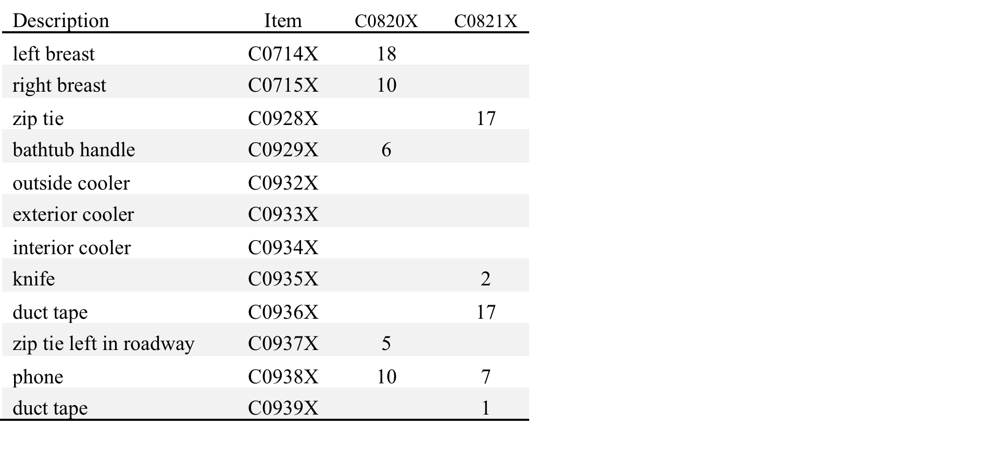 Description Item C0820X C0821X
left breast C0714X 18
right breast C0715X 10
zip tie C0928X 17
bathtub handle C0929X 6
outside cooler C0932X
exterior cooler C0933X
interior cooler C0934X
knife C0935X 2
duct tape C0936X 17
zip tie left in roadway C0937X 5
phone C0938X 10 7
duct tape C0939X 1